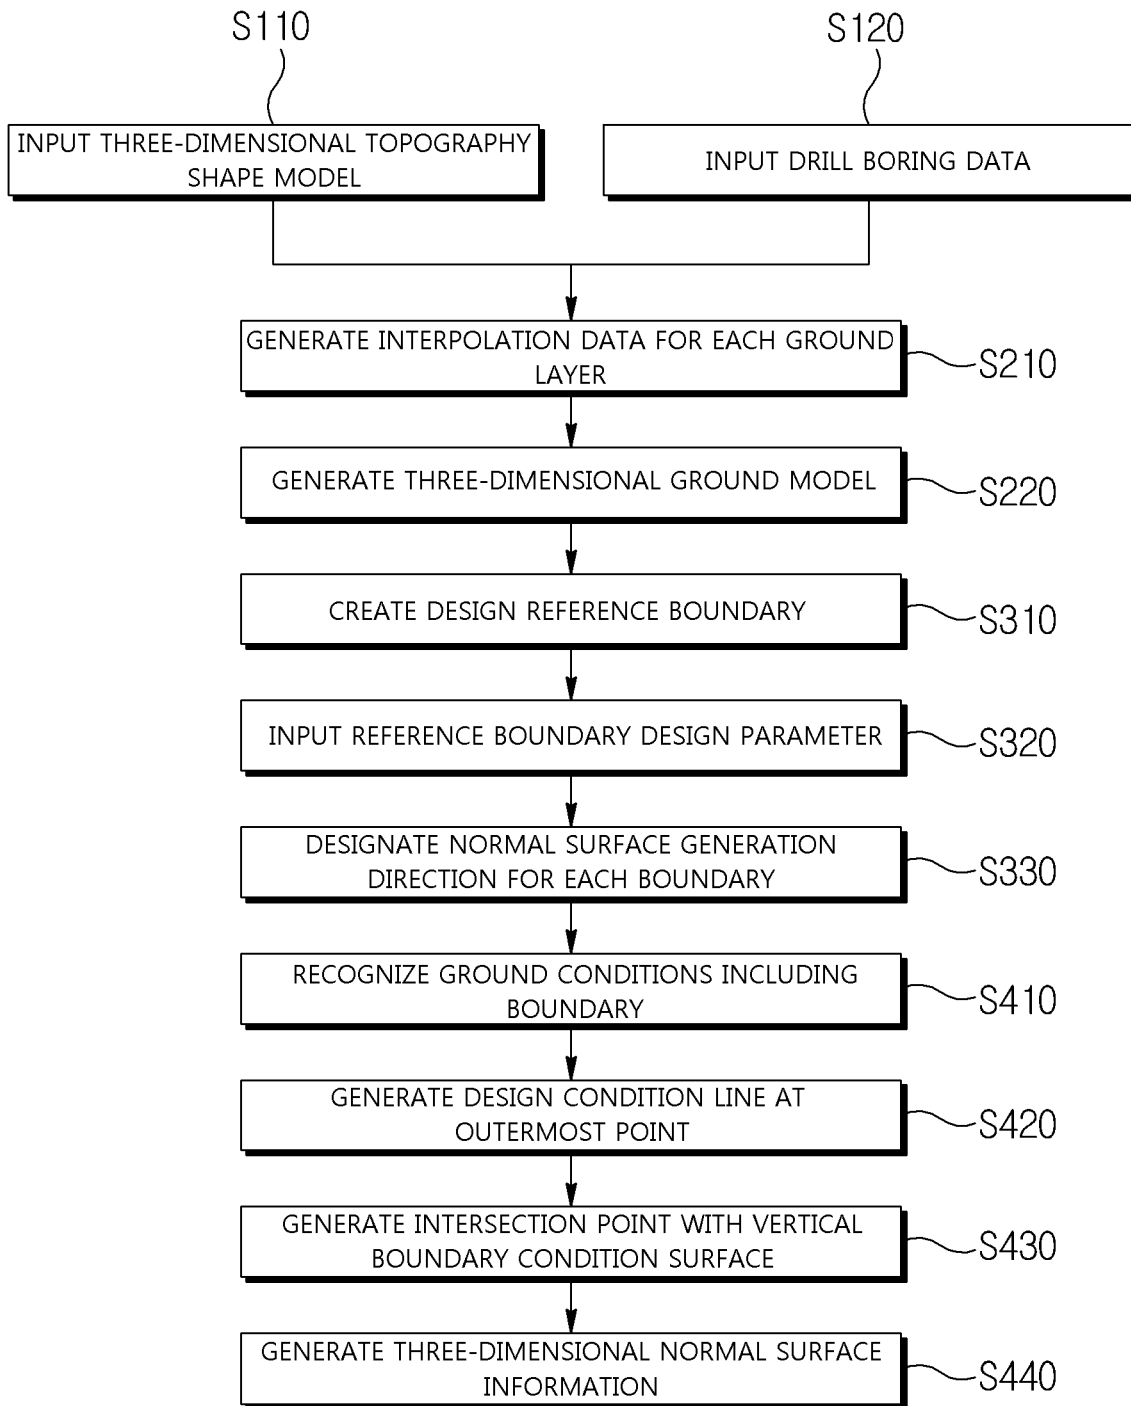 S110
S120
INPUT THREE-DIMENSIONAL TOPOGRAPHY
SHAPE MODEL
INPUT DRILL BORING DATA
GENERATE INTERPOLATION DATA FOR EACH GROUND
LAYER
S210
GENERATE THREE-DIMENSIONAL GROUND MODEL
S220
CREATE DESIGN REFERENCE BOUNDARY
S310
INPUT REFERENCE BOUNDARY DESIGN PARAMETER
S320
DESIGNATE NORMAL SURFACE GENERATION
DIRECTION FOR EACH BOUNDARY
S330
RECOGNIZE GROUND CONDITIONS INCLUDING
BOUNDARY
S410
GENERATE DESIGN CONDITION LINE AT
OUTERMOST POINT
S420
GENERATE INTERSECTION POINT WITH VERTICAL
BOUNDARY CONDITION SURFACE
S430
GENERATE THREE-DIMENSIONAL NORMAL SURFACE
INFORMATION
S440